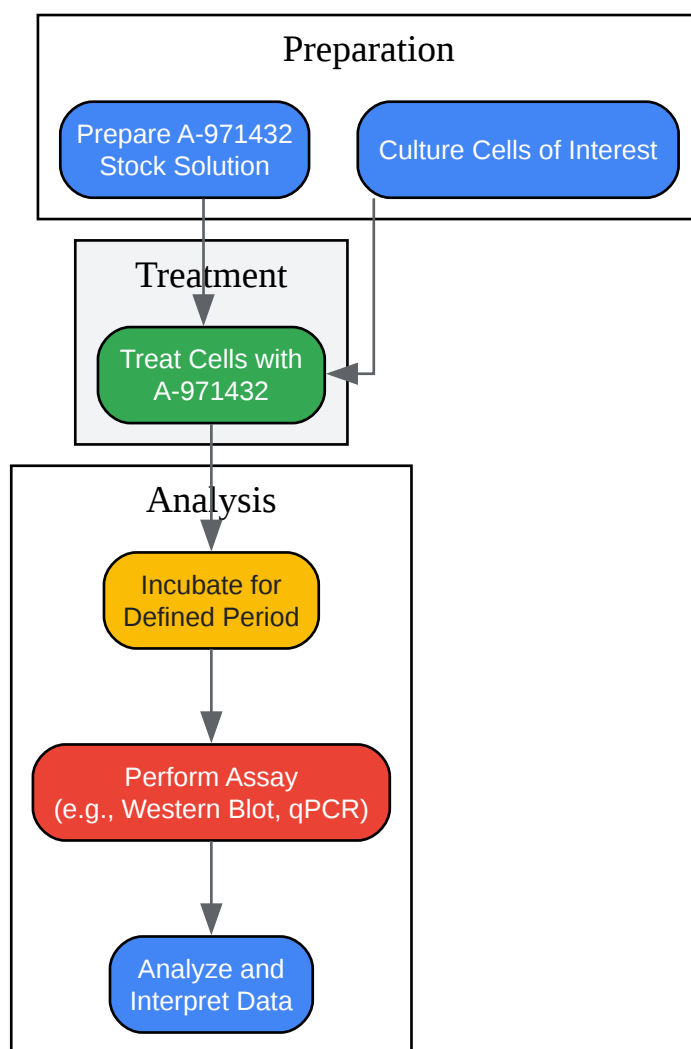 Preparation
Prepare A-971432
Stock Solution
Culture Cells of Interest
Treatment
Treat Cells with
A-971432
Analysis
Incubate for
Defined Period
Perform Assay
(e.g., Western Blot, qPCR)
Analyze and
Interpret Data